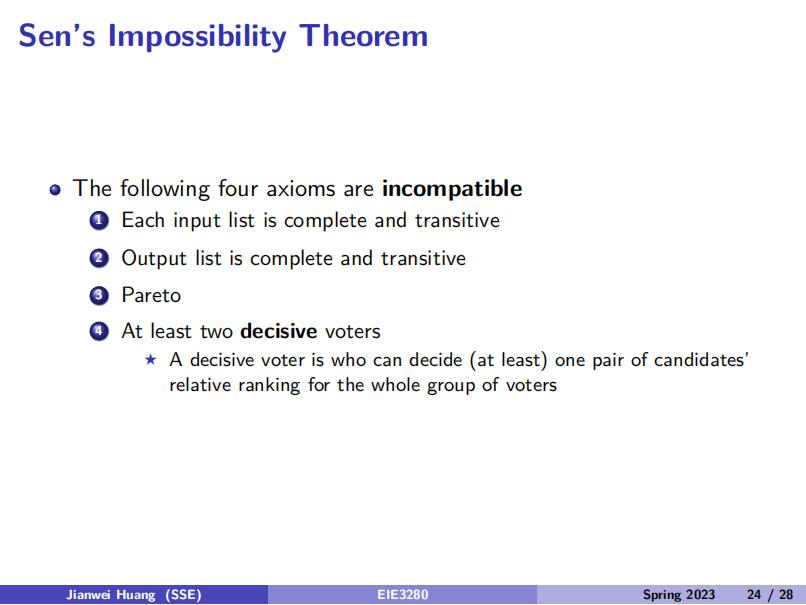 Sen's Impossibility Theorem
The following four axioms are incompatible
1 Each input list is complete and transitive
2 Output list is complete and transitive
3 Pareto
4 At least two decisive voters
★ A decisive voter is who can decide (at least) one pair of candidates'
relative ranking for the whole group of voters
Jianwei Huang (SSE) EIE3280 Spring 2023 24 / 28